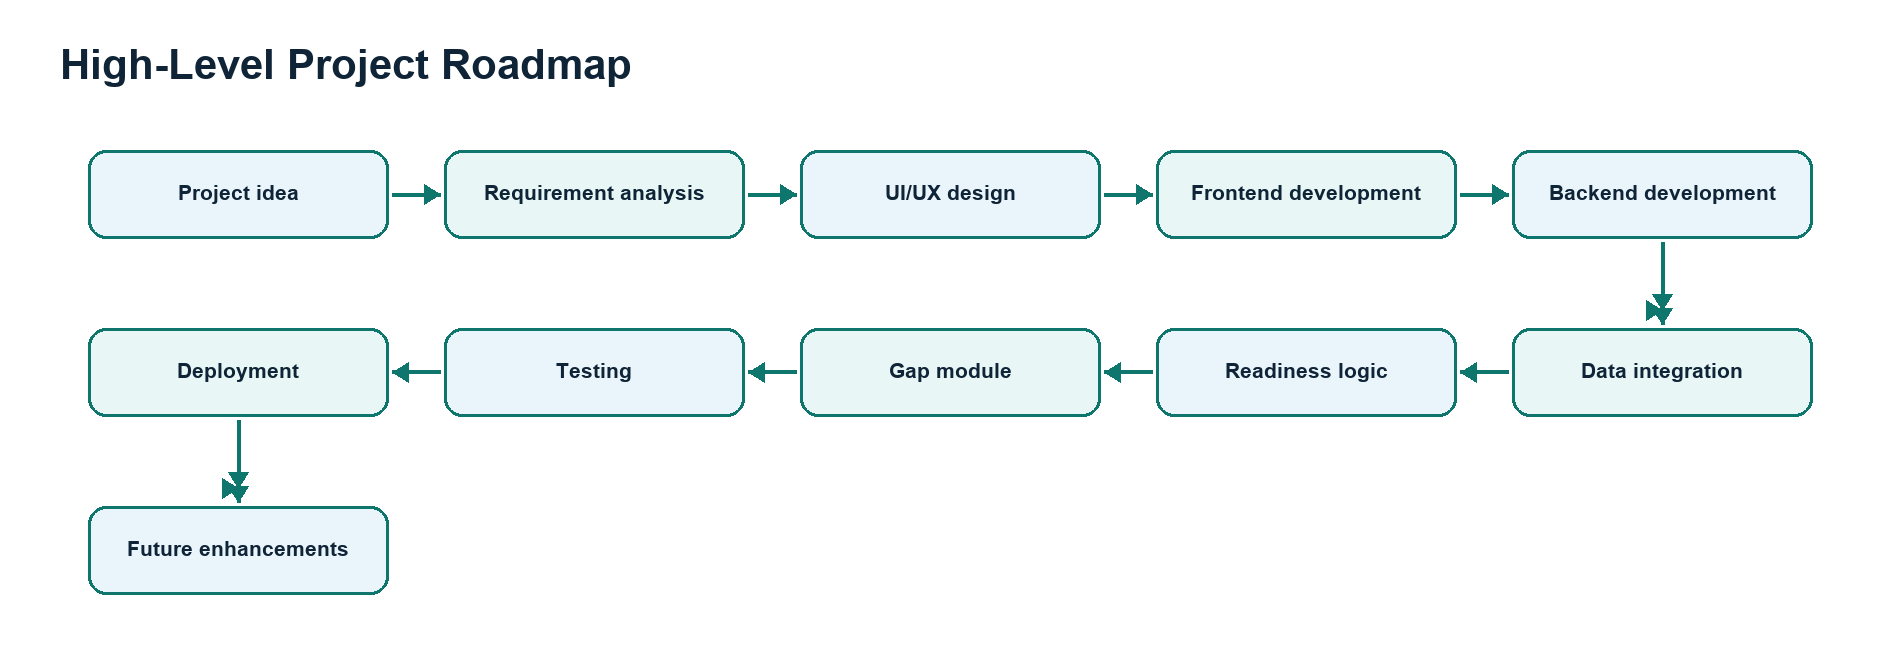 High-Level Project Roadmap
Project idea
Requirement analysis
UI/UX design
Frontend development
Backend development
Deployment
Testing
Gap module
Readiness logic
Data integration
Future enhancements